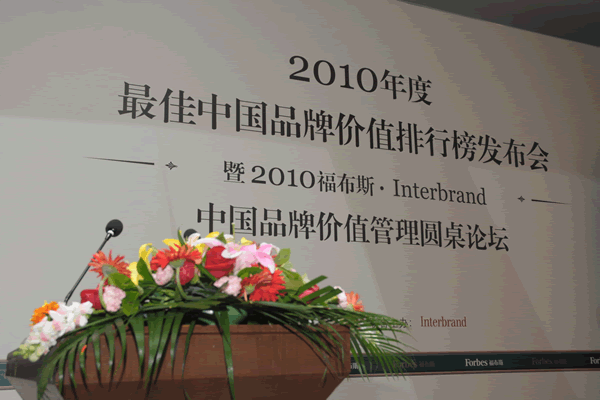 2010年度
最佳中国品牌价值排行榜发布会
暨2010福布斯·Interbrand
中国品牌价值管理圆桌论坛
办: Interbrand
Forbes 福布斯
Forbes